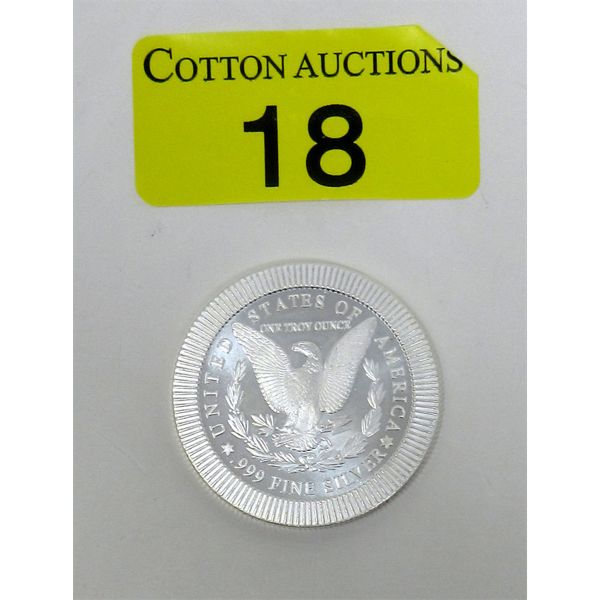 COTTON AUCTIONS
18
UNITED STATES OF AMERICA
ONE TROY OUNCE
★ .999 FINE SILVER ★